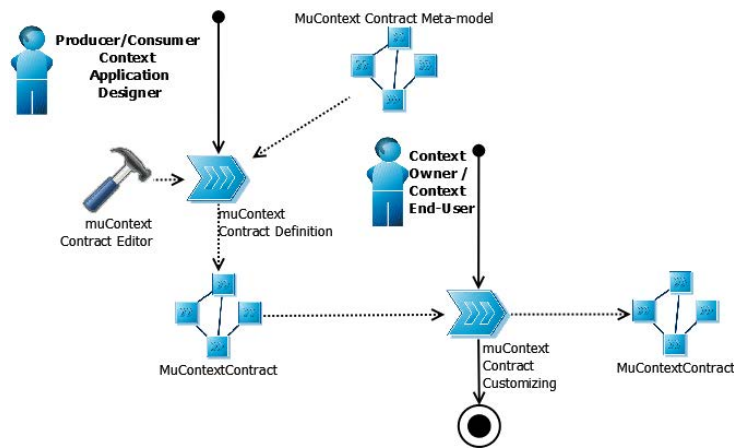 MuContext Contract Meta-model
Producer/Consumer
Context
Application
Designer
Context
Owner /
Context
End-User
muContext
Contract Editor
muContext
Contract Definition
MuContextContract
muContext
Contract
Customizing
MuContextContract